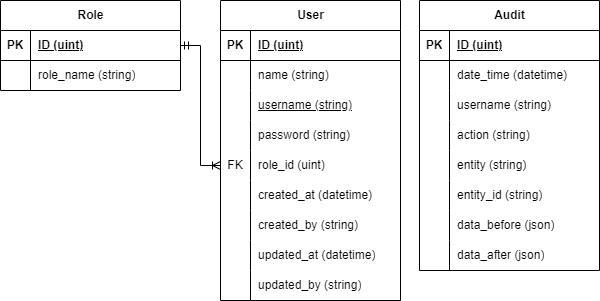 Role
PK ID (uint)
role_name (string)
User
PK ID (uint)
name (string)
username (string)
password (string)
FK role_id (uint)
created_at (datetime)
created_by (string)
updated_at (datetime)
updated_by (string)
Audit
PK ID (uint)
date_time (datetime)
username (string)
action (string)
entity (string)
entity_id (string)
data_before (json)
data_after (json)